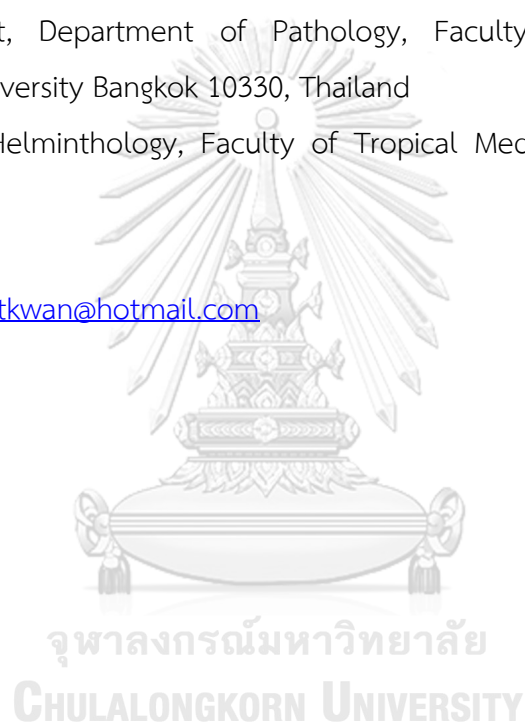 t, Department of Pathology, Faculty
versity Bangkok 10330, Thailand
Helminthology, Faculty of Tropical Med
tkwan@hotmail.com
จุฬาลงกรณ์มหาวิทยาลัย
CHULALONGKORN UNIVERSITY